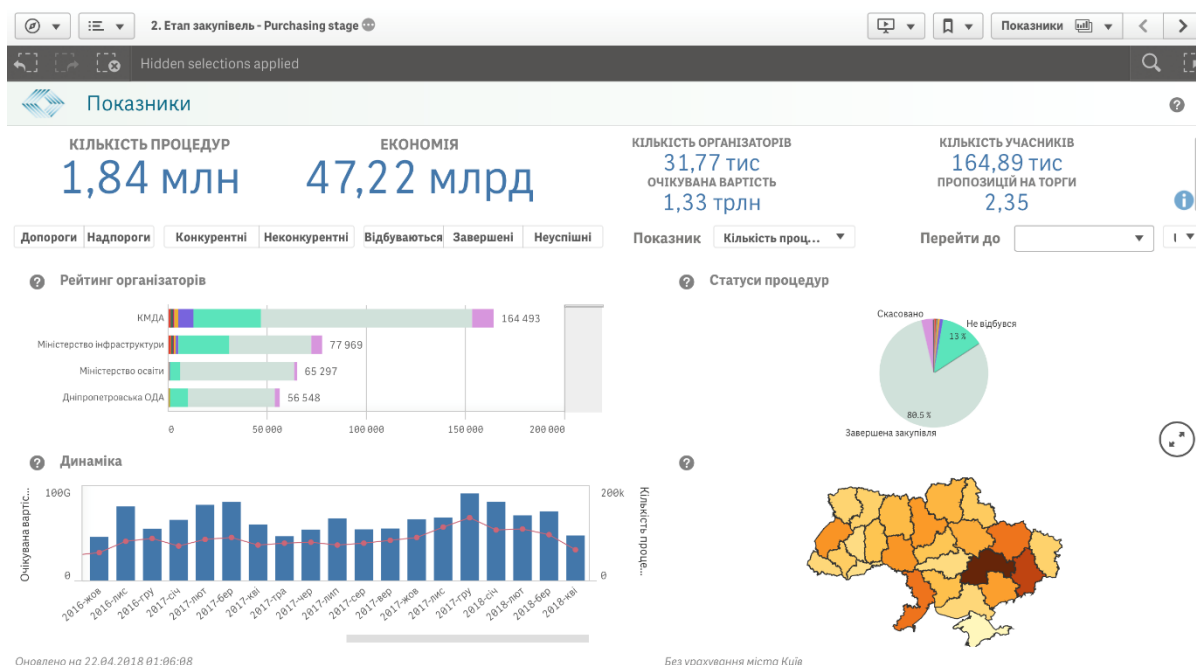 2. Етап закупівель - Purchasing stage
Показники
Hidden selections applied
Показники
КІЛЬКІСТЬ ПРОЦЕДУР
1,84 млн
ЕКОНОМІЯ
47,22 млрд
КІЛЬКІСТЬ ОРГАНІЗАТОРІВ
31,77 тис
ОЧІКУВАНА ВАРТІСТЬ
1,33 трлн
КІЛЬКІСТЬ УЧАСНИКІВ
164,89 тис
ПРОПОЗИЦІЙ НА ТОРГИ
2,35
Допороги Надпороги Конкурентні Неконкурентні Відбуваються Завершені Неуспішні
Показник Кількість проц...
Перейти до
Рейтинг організаторів
КМДА 164 493
Міністерство інфраструктури 77 969
Міністерство освіти 65 297
Дніпропетровська ОДА 56 548
0 50 000 100 000 150 000 200 000
Статуси процедур
Скасовано
Не відбувся
13 %
80.5 %
Завершена закупівля
Динаміка
Очікувана вартіс...
100G
0
200k
0
Кількість проце...
2016-жов 2016-лис 2016-гру 2017-січ 2017-лют 2017-бер 2017-кві 2017-тра 2017-чер 2017-лип 2017-сер 2017-вер 2017-жов 2017-лис 2017-гру 2018-січ 2018-лют 2018-бер 2018-кві
Оновлено на 22.04.2018 01:06:08
Без урахування міста Київ